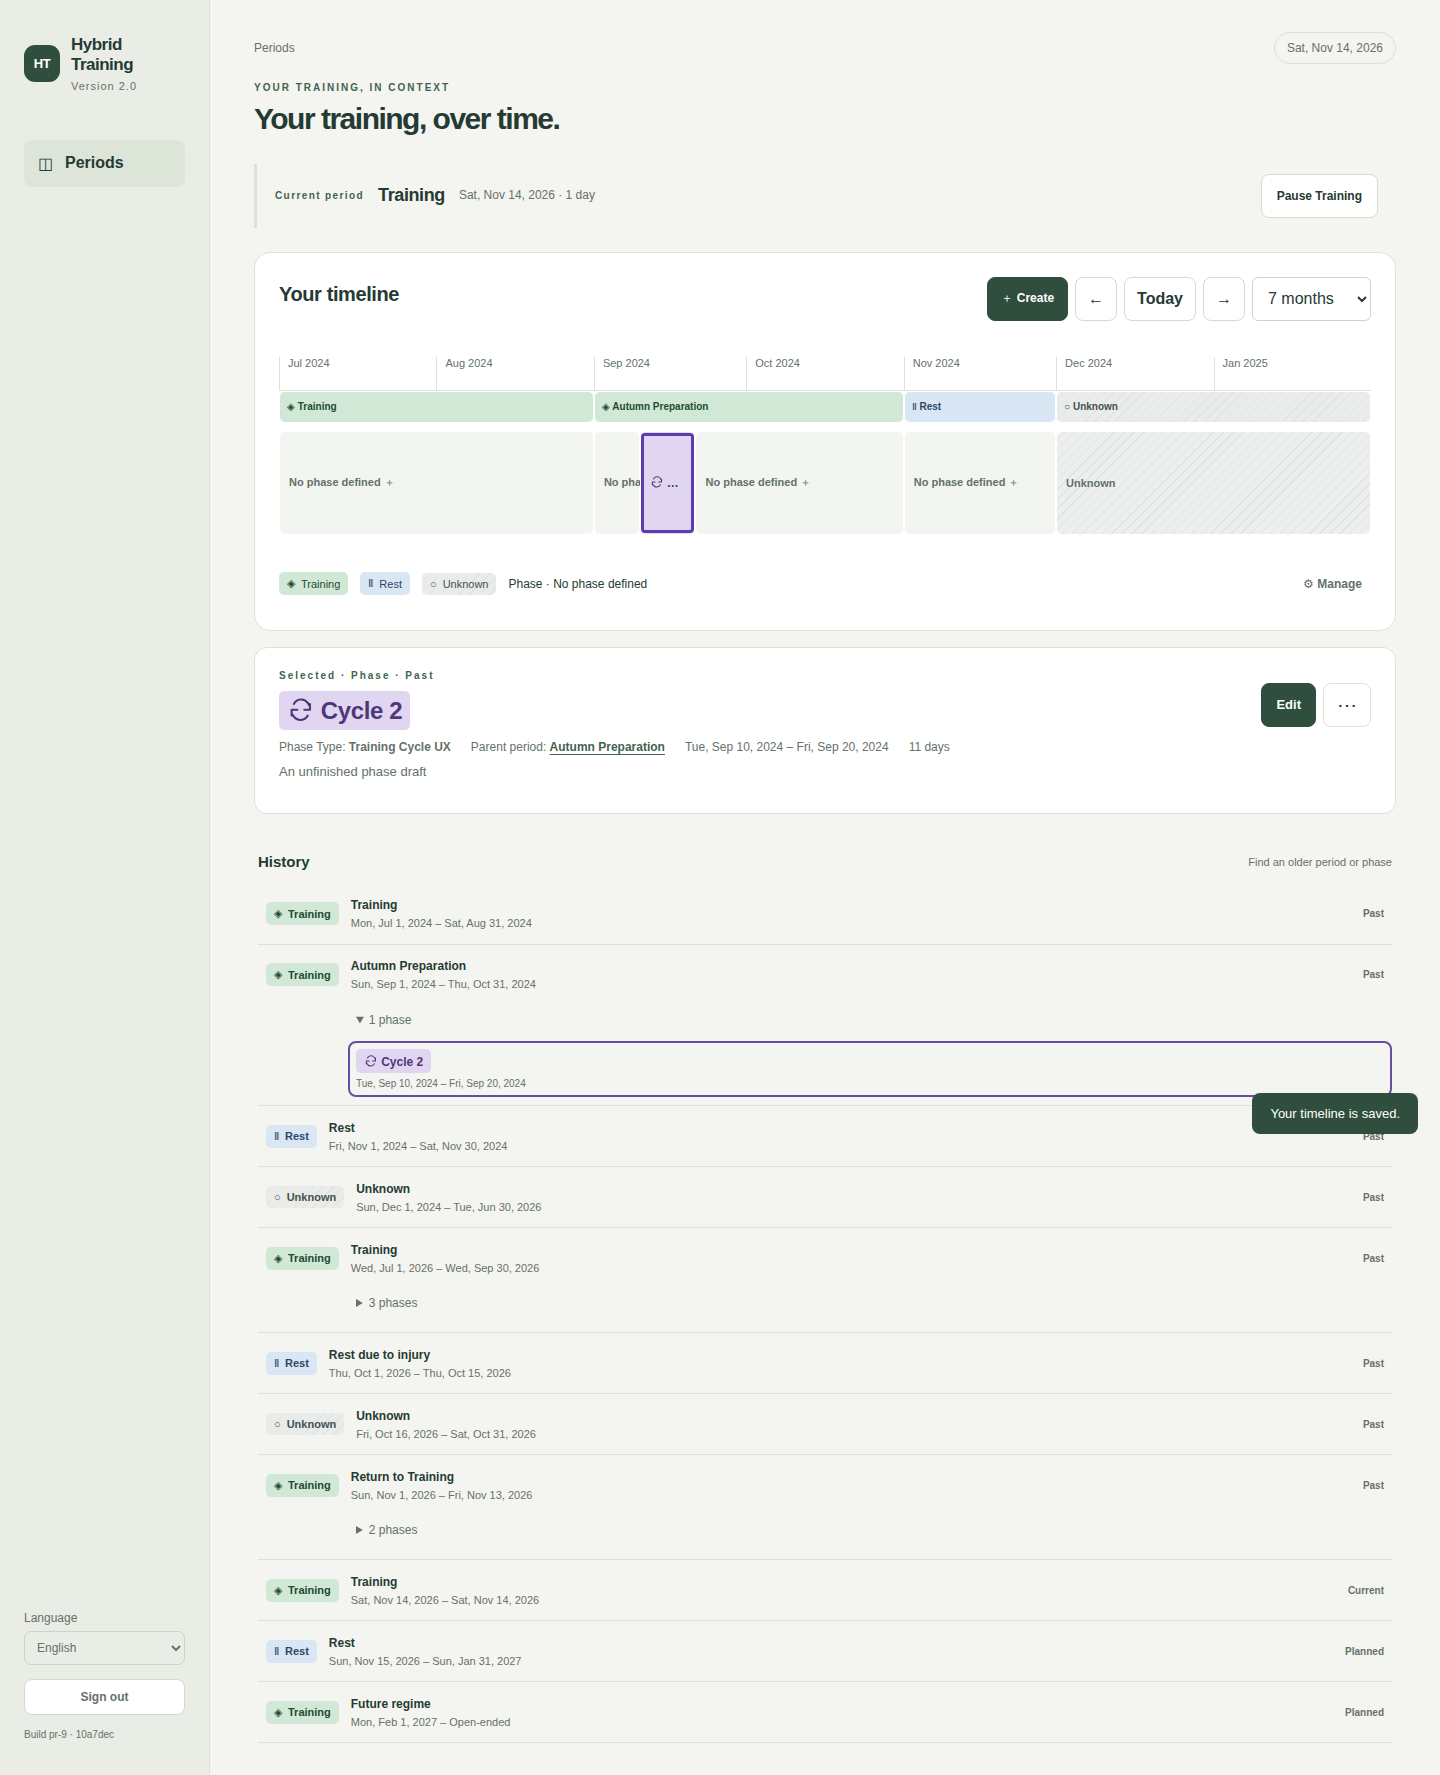 HT
Hybrid
Training
Version 2.0
Periods
Language
English
Sign out
Build pr-9 · 10a7dec
Periods
Sat, Nov 14, 2026
YOUR TRAINING, IN CONTEXT
Your training, over time.
Current period Training Sat, Nov 14, 2026 · 1 day
Pause Training
Your timeline
+ Create
←
Today
→
7 months
Jul 2024
Aug 2024
Sep 2024
Oct 2024
Nov 2024
Dec 2024
Jan 2025
Training
Autumn Preparation
Rest
Unknown
No phase defined +
No pha
...
No phase defined +
No phase defined +
Unknown
Training
Rest
Unknown
Phase · No phase defined
Manage
Selected · Phase · Past
Cycle 2
Edit
···
Phase Type: Training Cycle UX Parent period: Autumn Preparation Tue, Sep 10, 2024 – Fri, Sep 20, 2024 11 days
An unfinished phase draft
History
Find an older period or phase
Training
Training
Mon, Jul 1, 2024 – Sat, Aug 31, 2024
Past
Training
Autumn Preparation
Sun, Sep 1, 2024 – Thu, Oct 31, 2024
Past
1 phase
Cycle 2
Tue, Sep 10, 2024 – Fri, Sep 20, 2024
Your timeline is saved.
Rest
Rest
Fri, Nov 1, 2024 – Sat, Nov 30, 2024
Past
Unknown
Unknown
Sun, Dec 1, 2024 – Tue, Jun 30, 2026
Past
Training
Training
Wed, Jul 1, 2026 – Wed, Sep 30, 2026
Past
3 phases
Rest
Rest due to injury
Thu, Oct 1, 2026 – Thu, Oct 15, 2026
Past
Unknown
Unknown
Fri, Oct 16, 2026 – Sat, Oct 31, 2026
Past
Training
Return to Training
Sun, Nov 1, 2026 – Fri, Nov 13, 2026
Past
2 phases
Training
Training
Sat, Nov 14, 2026 – Sat, Nov 14, 2026
Current
Rest
Rest
Sun, Nov 15, 2026 – Sun, Jan 31, 2027
Planned
Training
Future regime
Mon, Feb 1, 2027 – Open-ended
Planned